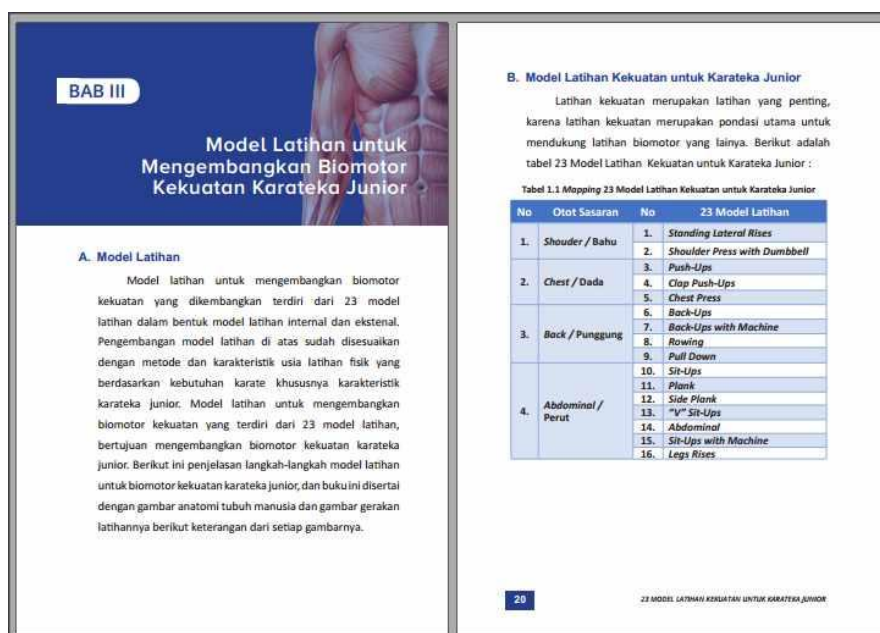 BAB III
Model Latihan untuk
Mengembangkan Biomotor
Kekuatan Karateka Junior
A. Model Latihan
Model latihan untuk mengembangkan biomotor
kekuatan yang dikembangkan terdiri dari 23 model
latihan dalam bentuk model latihan internal dan ekstenal.
Pengembangan model latihan di atas sudah disesuaikan
dengan metode dan karakteristik usia latihan fisik yang
berdasarkan kebutuhan karate khususnya karakteristik
karateka junior. Model latihan untuk mengembangkan
biomotor kekuatan yang terdiri dari 23 model latihan,
bertujuan mengembangkan biomotor kekuatan karateka
junior. Berikut ini penjelasan langkah-langkah model latihan
untuk biomotor kekuatan karateka junior, dan buku ini disertai
dengan gambar anatomi tubuh manusia dan gambar gerakan
latihannya berikut keterangan dari setiap gambarnya.
B. Model Latihan Kekuatan untuk Karateka Junior
Latihan kekuatan merupakan latihan yang penting,
karena latihan kekuatan merupakan pondasi utama untuk
mendukung latihan biomotor yang lainya. Berikut adalah
tabel 23 Model Latihan Kekuatan untuk Karateka Junior :
Tabel 1.1 Mapping 23 Model Latihan Kekuatan untuk Karateka Junior
No Otot Sasaran No 23 Model Latihan
1. Shouder / Bahu 1. Standing Lateral Rises
2. Shoulder Press with Dumbbell
2. Chest / Dada 3. Push-Ups
4. Clap Push-Ups
5. Chest Press
3. Back / Punggung 6. Back-Ups
7. Back-Ups with Machine
8. Rowing
9. Pull Down
4. Abdominal / Perut 10. Sit-Ups
11. Plank
12. Side Plank
13. "V" Sit-Ups
14. Abdominal
15. Sit-Ups with Machine
16. Legs Rises
20 23 MODEL LATIHAN KEKUATAN UNTUK KARATEKA JUNIOR